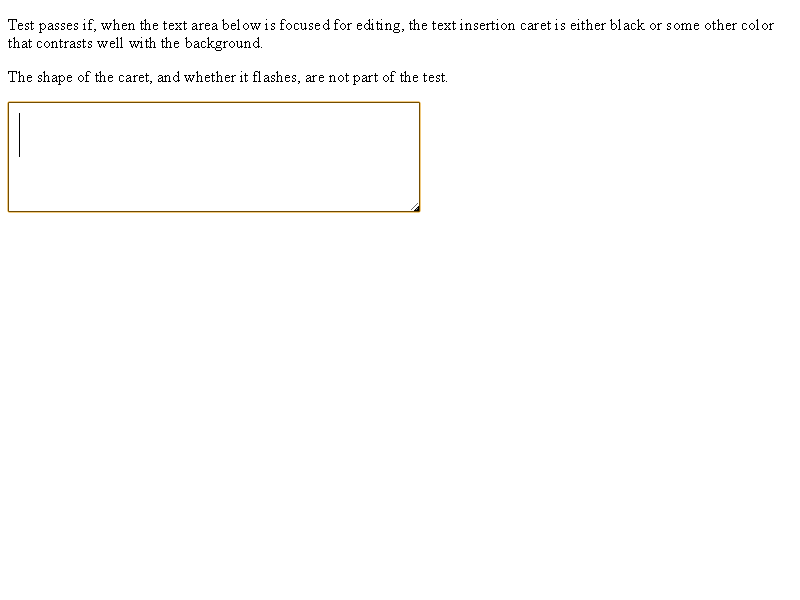 Test passes if, when the text area below is focused for editing, the text insertion caret is either black or some other color
that contrasts well with the background.
The shape of the caret, and whether it flashes, are not part of the test.